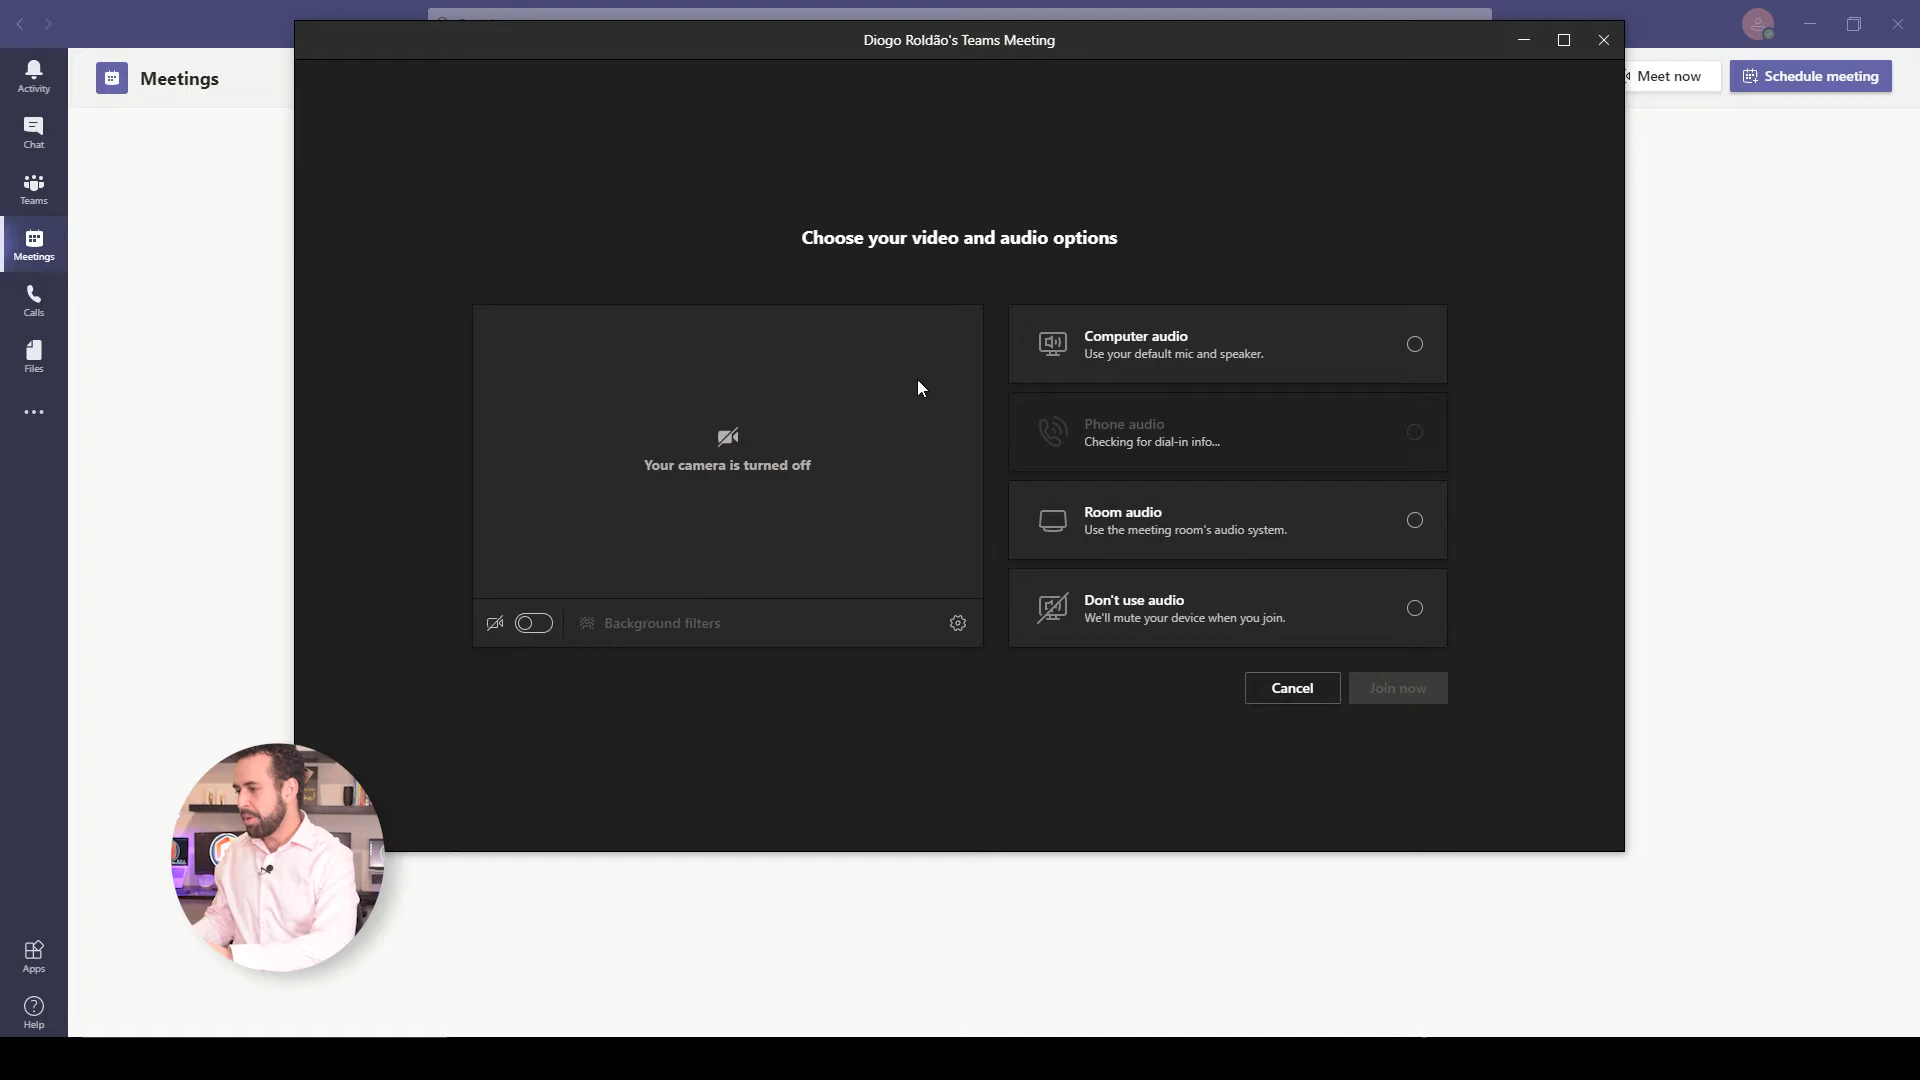 Diogo Roldão's Teams Meeting
Activity
Meetings
Meet now
Schedule meeting
Chat
Teams
Meetings
Calls
Files
Choose your video and audio options
Your camera is turned off
Background filters
Computer audio
Use your default mic and speaker.
Phone audio
Checking for dial-in info...
Room audio
Use the meeting room's audio system.
Don't use audio
We'll mute your device when you join.
Cancel
Join now
Apps
Help